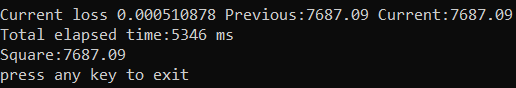 Current loss 0.000510878 Previous:7687.09 Current:7687.09
Total elapsed time:5346 ms
Square:7687.09
press any key to exit